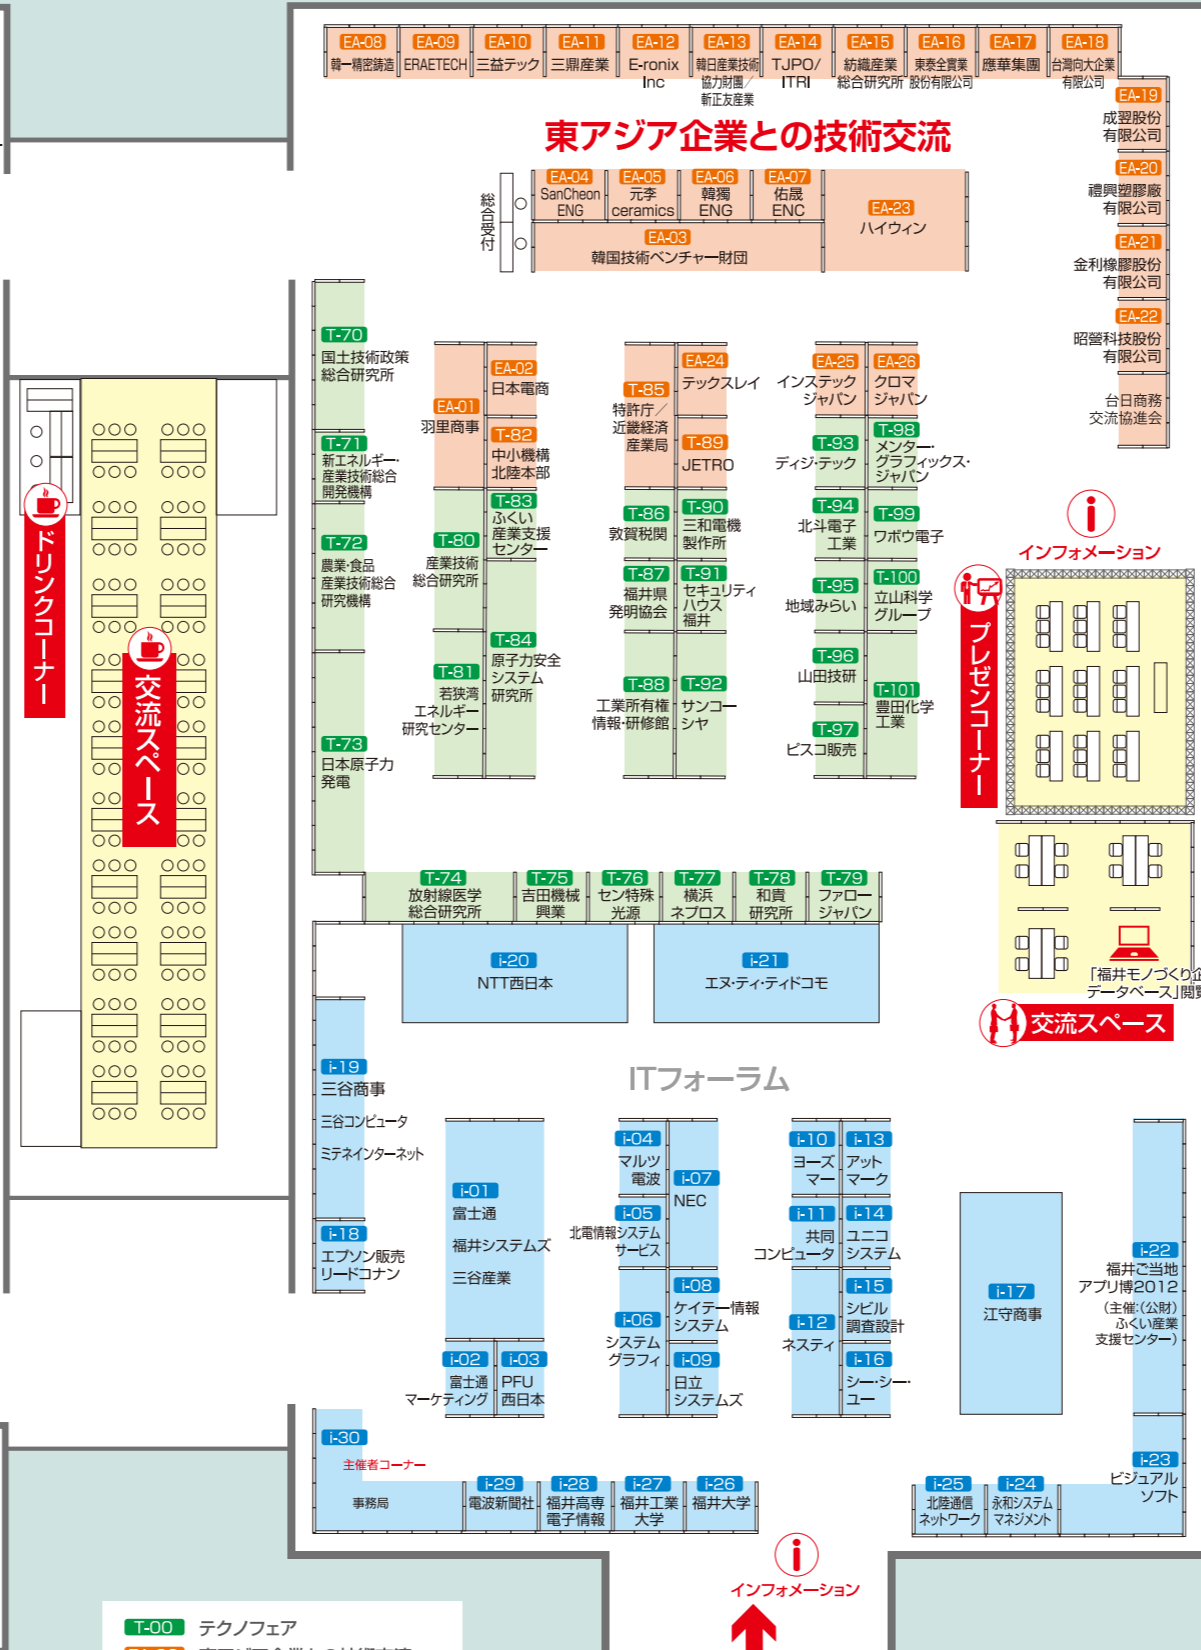 EA-08
韓一精密鋳造
EA-09
ERAETECH
EA-10
三益テック
EA-11
三鼎産業
EA-12
E-ronix
Inc
EA-13
韓日産業技術
協力財團／
新正友産業
EA-14
TJPO/
ITRI
EA-15
紡織産業
総合研究所
EA-16
東泰全實業
股份有限公司
EA-17
應華集團
EA-18
台灣向大企業
有限公司
EA-19
成翌股份
有限公司
東アジア企業との技術交流
総合受付
EA-04
SanCheon
ENG
EA-05
元李
ceramics
EA-06
韓獨
ENG
EA-07
佑晟
ENC
EA-23
ハイウィン
EA-03
韓国技術ベンチャー財団
EA-20
禮興塑膠廠
有限公司
EA-21
金利橡膠股份
有限公司
EA-22
昭營科技股份
有限公司
台日商務
交流協進会
T-70
国土技術政策
総合研究所
T-71
新エネルギー・
産業技術総合
開発機構
T-72
農業・食品
産業技術総合
研究機構
T-73
日本原子力
発電
EA-01
羽里商事
EA-02
日本電商
T-82
中小機構
北陸本部
T-83
ふくい
産業支援
センター
T-80
産業技術
総合研究所
T-84
原子力安全
システム
研究所
T-81
若狭湾
エネルギー
研究センター
T-85
特許庁／
近畿経済
産業局
EA-24
テックスレイ
T-89
JETRO
T-86
敦賀税関
T-90
三和電機
製作所
T-87
福井県
発明協会
T-91
セキュリティ
ハウス
福井
T-88
工業所有権
情報・研修館
T-92
サンコー
シヤ
EA-25
インステック
ジャパン
EA-26
クロマ
ジャパン
T-93
ディジ・テック
T-98
メンター・
グラフィックス・
ジャパン
T-94
北斗電子
工業
T-99
ワボウ電子
T-95
地域みらい
T-100
立山科学
グループ
T-96
山田技研
T-101
豊田化学
工業
T-97
ビスコ販売
ドリンクコーナー
交流スペース
インフォメーション
プレゼンコーナー
「福井モノづくり企
データベース」閲覧
交流スペース
T-74
放射線医学
総合研究所
T-75
吉田機械
興業
T-76
セン特殊
光源
T-77
横浜
ネプロス
T-78
和貴
研究所
T-79
ファロー
ジャパン
i-20
NTT西日本
i-21
エヌ・ティ・ティドコモ
ITフォーラム
i-19
三谷商事
三谷コンピュータ
ミテネインターネット
i-18
エプソン販売
リードコナン
i-01
富士通
福井システムズ
三谷産業
i-02
富士通
マーケティング
i-03
PFU
西日本
i-04
マルツ
電波
i-05
北電情報システム
サービス
i-06
システム
グラフィ
i-07
NEC
i-08
ケイテー情報
システム
i-09
日立
システムズ
i-10
ヨーズ
マー
i-11
共同
コンピュータ
i-12
ネスティ
i-13
アット
マーク
i-14
ユニコ
システム
i-15
シビル
調査設計
i-16
シー・シー・
ユー
i-17
江守商事
i-22
福井ご当地
アプリ博2012
（主催：（公財）
ふくい産業
支援センター）
i-23
ビジュアル
ソフト
i-30
主催者コーナー
事務局
i-29
電波新聞社
i-28
福井高専
電子情報
i-27
福井工業
大学
i-26
福井大学
i-25
北陸通信
ネットワーク
i-24
永和システム
マネジメント
インフォメーション
T-00 テクノフェア